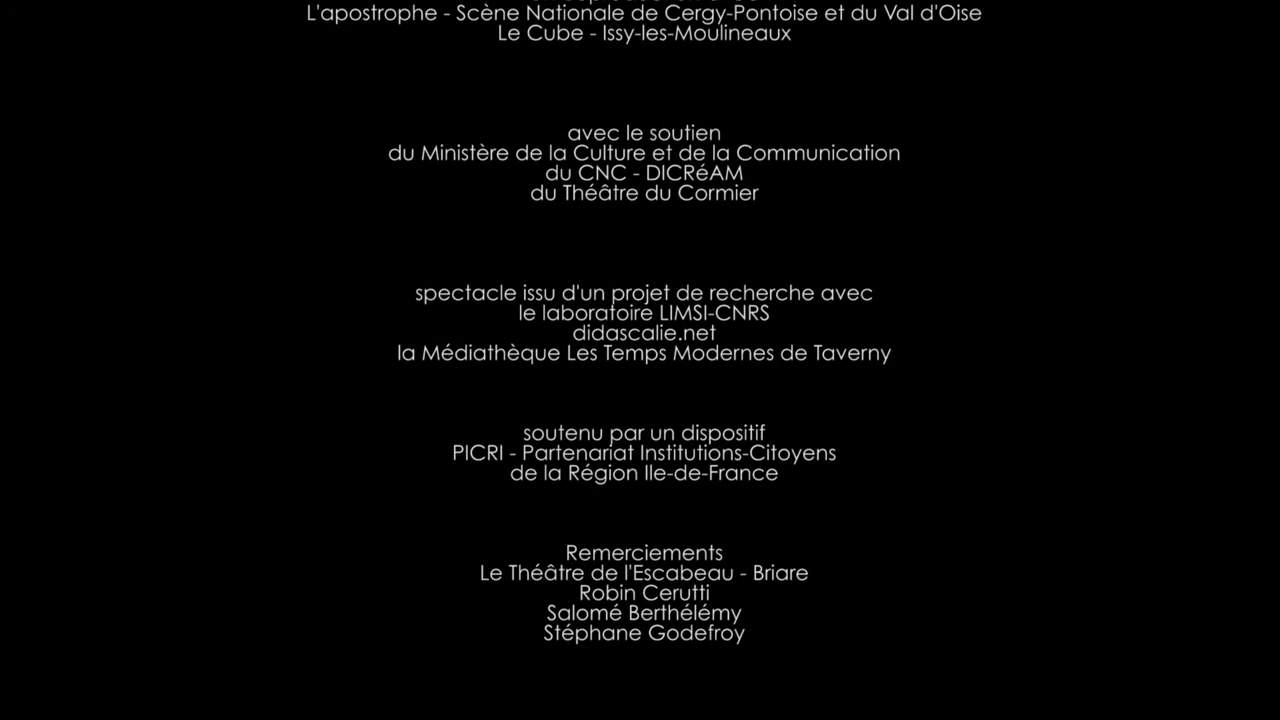 L'apostrophe - Scène Nationale de Cergy-Pontoise et du Val d'Oise
Le Cube - Issy-les-Moulineaux
avec le soutien
du Ministère de la Culture et de la Communication
du CNC - DICRéAM
du Théâtre du Cormier
spectacle issu d'un projet de recherche avec
le laboratoire LIMSI-CNRS
didascalie.net
la Médiathèque Les Temps Modernes de Taverny
soutenu par un dispositif
PICRI - Partenariat Institutions-Citoyens
de la Région Ile-de-France
Remerciements
Le Théâtre de l'Escabeau - Briare
Robin Cerutti
Salomé Berthélémy
Stéphane Godefroy